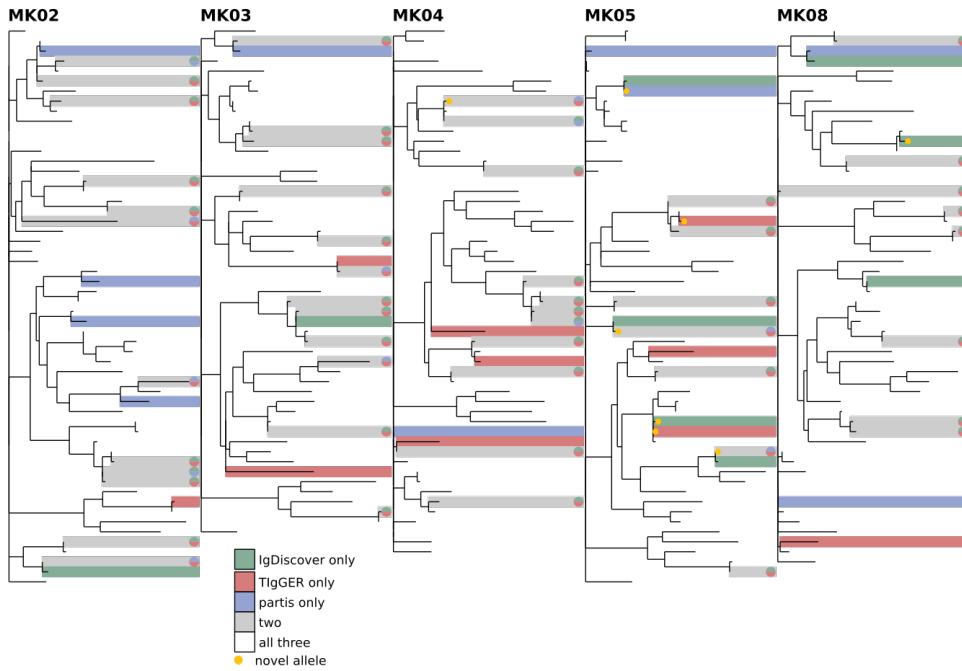 MK02 MK03 MK04 MK05 MK08
IgDiscover only
TIgGER only
partis only
two
all three
novel allele